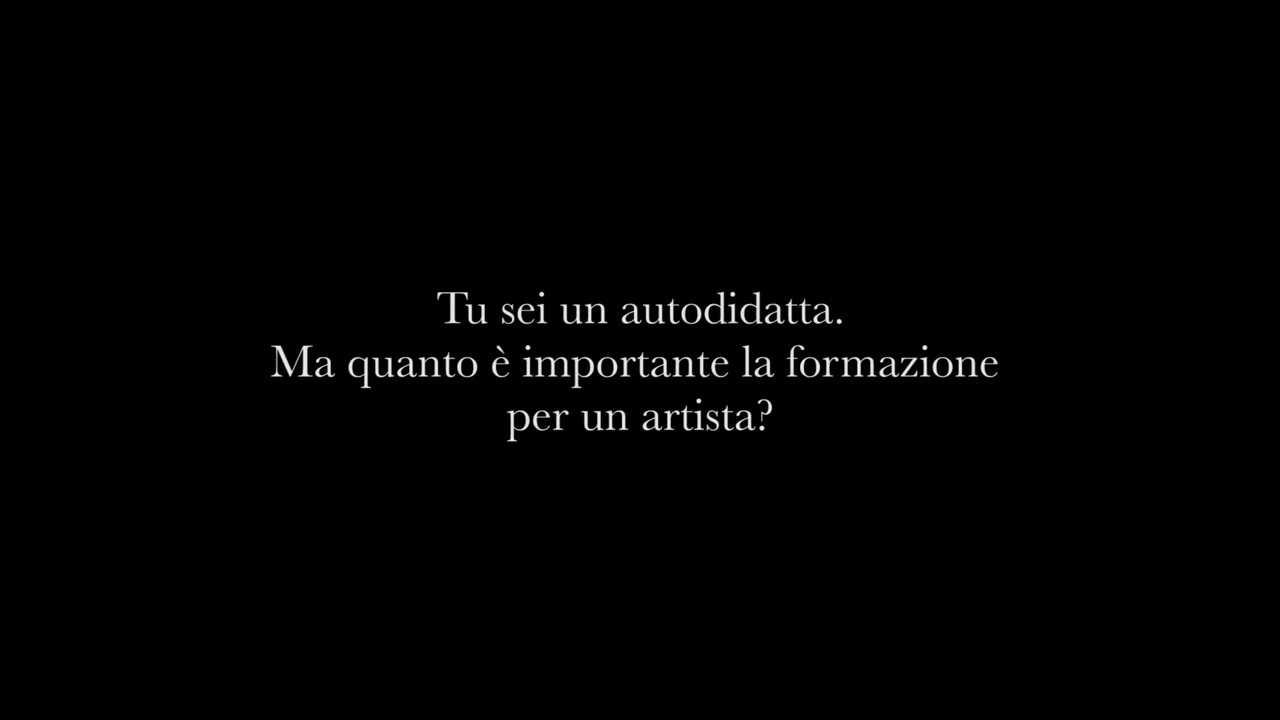 Tu sei un autodidatta.
Ma quanto è importante la formazione
per un artista?